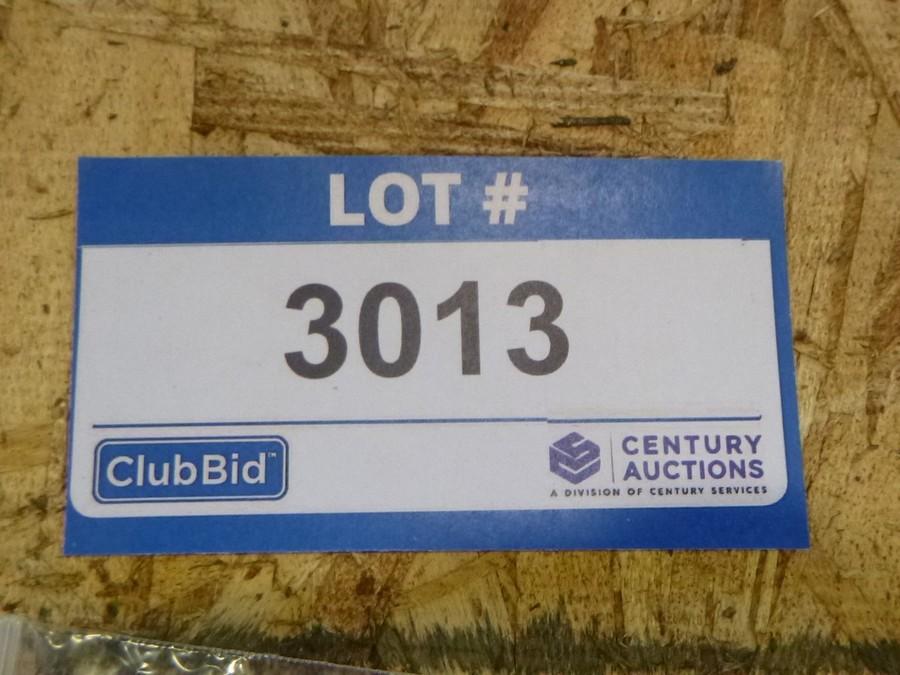 LOT #
3013
ClubBid™
CENTURY
AUCTIONS
A DIVISION OF CENTURY SERVICES